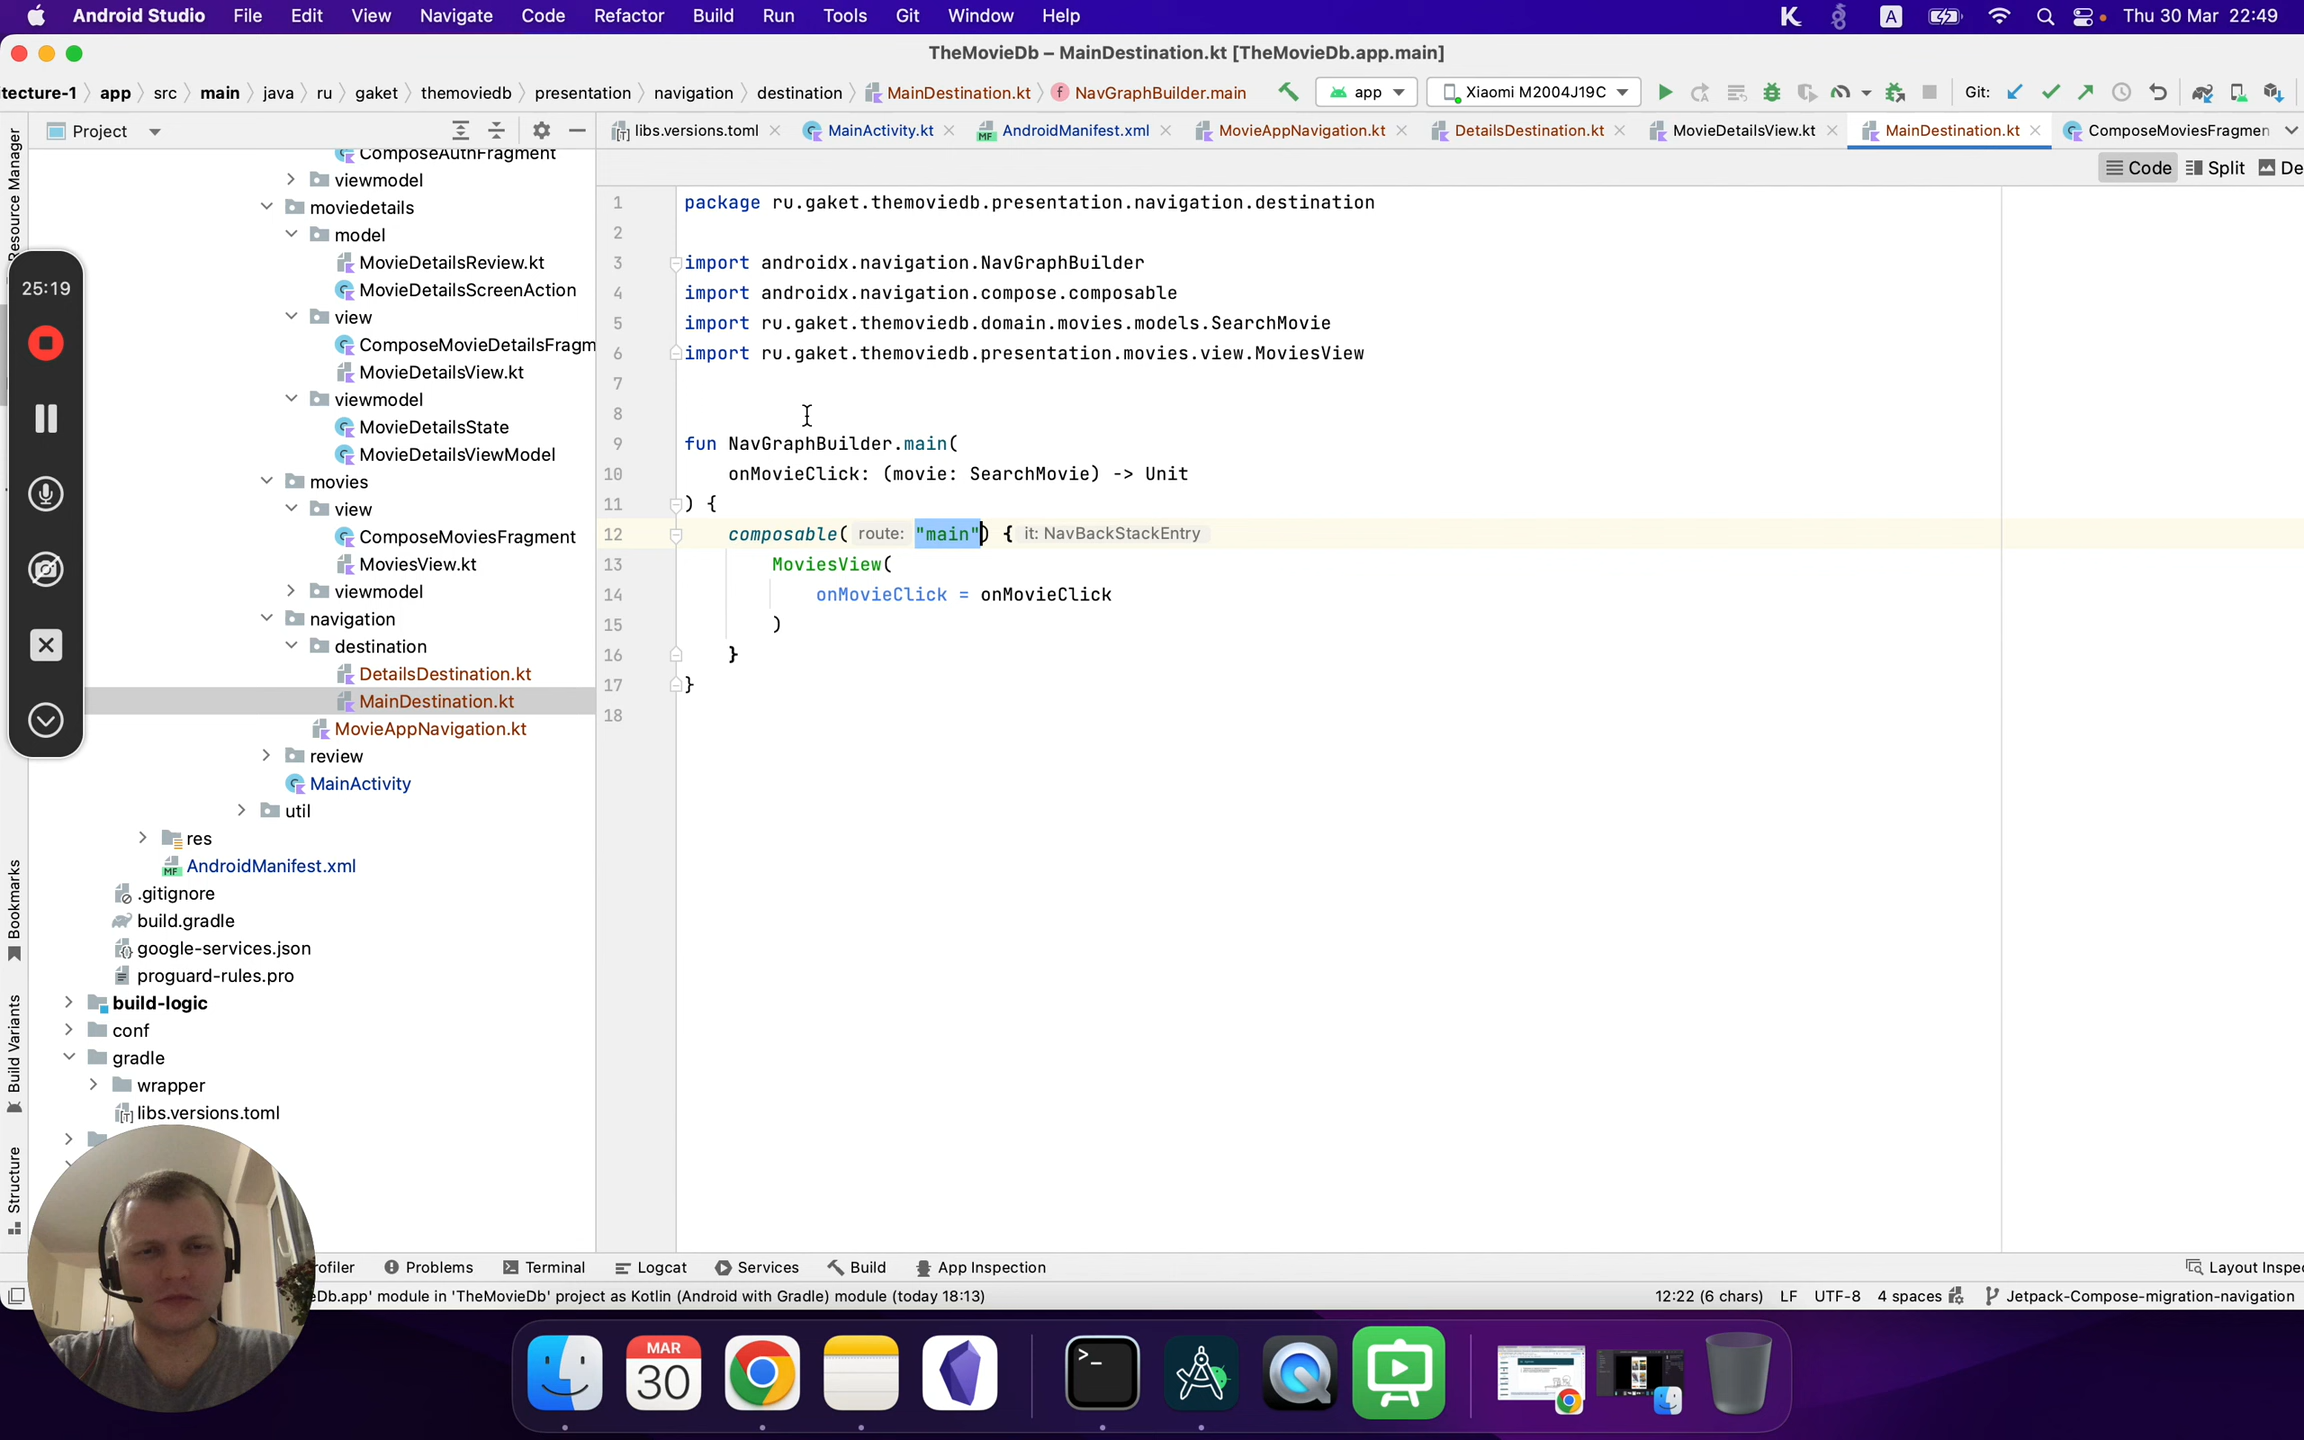 Android Studio File Edit View Navigate Code Refactor Build Run Tools Git Window Help A Thu 30 Mar 22:49
TheMovieDb – MainDestination.kt [TheMovieDb.app.main]
tecture-1 app src main java ru gaket themoviedb presentation navigation destination MainDestination.kt NavGraphBuilder.main app Xiaomi M2004J19C Git:
Project
libs.versions.toml MainActivity.kt AndroidManifest.xml MovieAppNavigation.kt DetailsDestination.kt MovieDetailsView.kt MainDestination.kt ComposeMoviesFragmen
Code Split De
Resource Manager
Bookmarks
Build Variants
Structure
25:19
ComposeAuthFragment
viewmodel
moviedetails
model
MovieDetailsReview.kt
MovieDetailsScreenAction
view
ComposeMovieDetailsFragm
MovieDetailsView.kt
viewmodel
MovieDetailsState
MovieDetailsViewModel
movies
view
ComposeMoviesFragment
MoviesView.kt
viewmodel
navigation
destination
DetailsDestination.kt
MainDestination.kt
MovieAppNavigation.kt
review
MainActivity
util
res
AndroidManifest.xml
.gitignore
build.gradle
google-services.json
proguard-rules.pro
build-logic
conf
gradle
wrapper
libs.versions.toml
1 package ru.gaket.themoviedb.presentation.navigation.destination
2
3 import androidx.navigation.NavGraphBuilder
4 import androidx.navigation.compose.composable
5 import ru.gaket.themoviedb.domain.movies.models.SearchMovie
6 import ru.gaket.themoviedb.presentation.movies.view.MoviesView
7
8
9 fun NavGraphBuilder.main(
10 onMovieClick: (movie: SearchMovie) -> Unit
11 ) {
12 composable( route: "main") { it: NavBackStackEntry
13 MoviesView(
14 onMovieClick = onMovieClick
15 )
16 }
17 }
18
rofiler Problems Terminal Logcat Services Build App Inspection Layout Inspe
eDb.app' module in 'TheMovieDb' project as Kotlin (Android with Gradle) module (today 18:13) 12:22 (6 chars) LF UTF-8 4 spaces Jetpack-Compose-migration-navigation
MAR
30